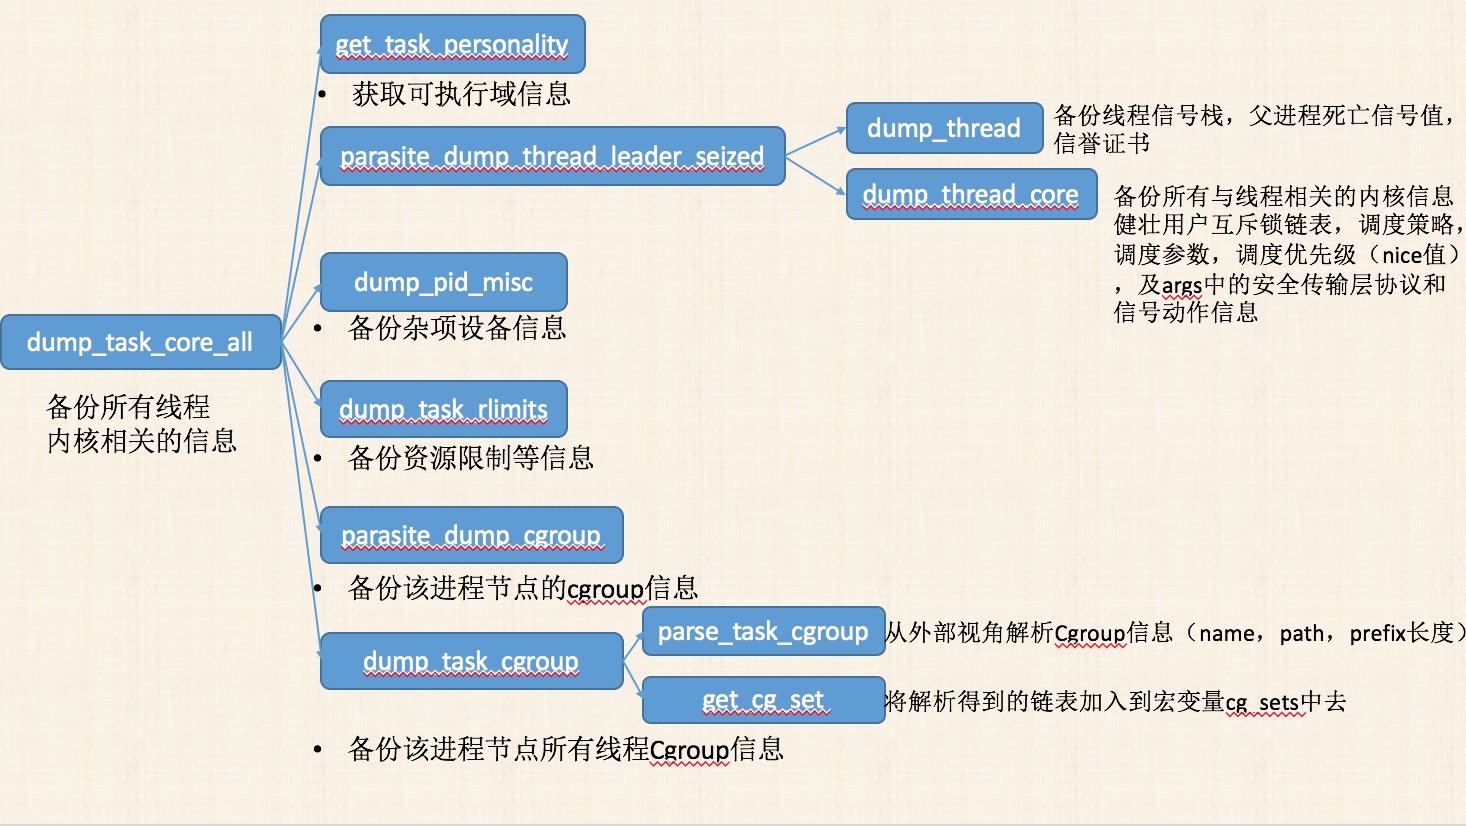 get_task_personality
• 获取可执行域信息
parasite_dump_thread_leader_seized
dump_thread
备份线程信号栈，父进程死亡信号值，
信誉证书
dump_thread_core
备份所有与线程相关的内核信息
健壮用户互斥锁链表，调度策略，
调度参数，调度优先级（nice值）
，及args中的安全传输层协议和
信号动作信息
dump_pid_misc
• 备份杂项设备信息
dump_task_core_all
备份所有线程
内核相关的信息
dump_task_rlimits
• 备份资源限制等信息
parasite_dump_cgroup
• 备份该进程节点的cgroup信息
dump_task_cgroup
parse_task_cgroup
从外部视角解析Cgroup信息（name，path，prefix长度）
get_cg_set
将解析得到的链表加入到宏变量cg_sets中去
• 备份该进程节点所有线程Cgroup信息